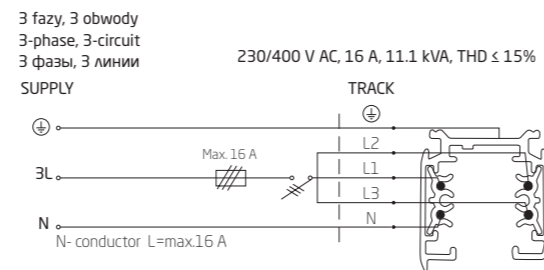 3 fazy, 3 obwody
3-phase, 3-circuit
3 фазы, 3 линии
230/400 V AC, 16 A, 11.1 kVA, THD ≤ 15%
SUPPLY
TRACK
L2
Max. 16 A
3L
L1
L3
N
N
N- conductor L=max.16 A